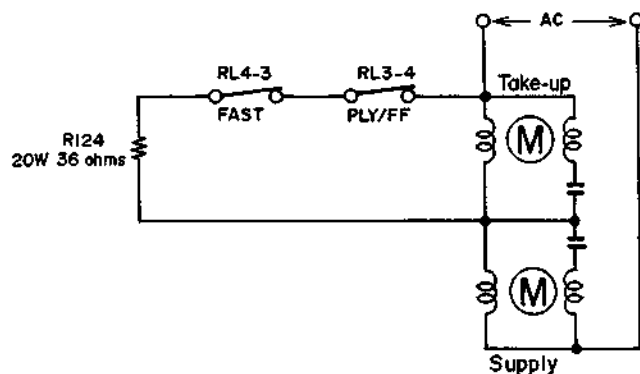 AC
RL4-3
RL3-4
Take-up
FAST
PLY/FF
M
R124
20W 36 ohms
M
Supply